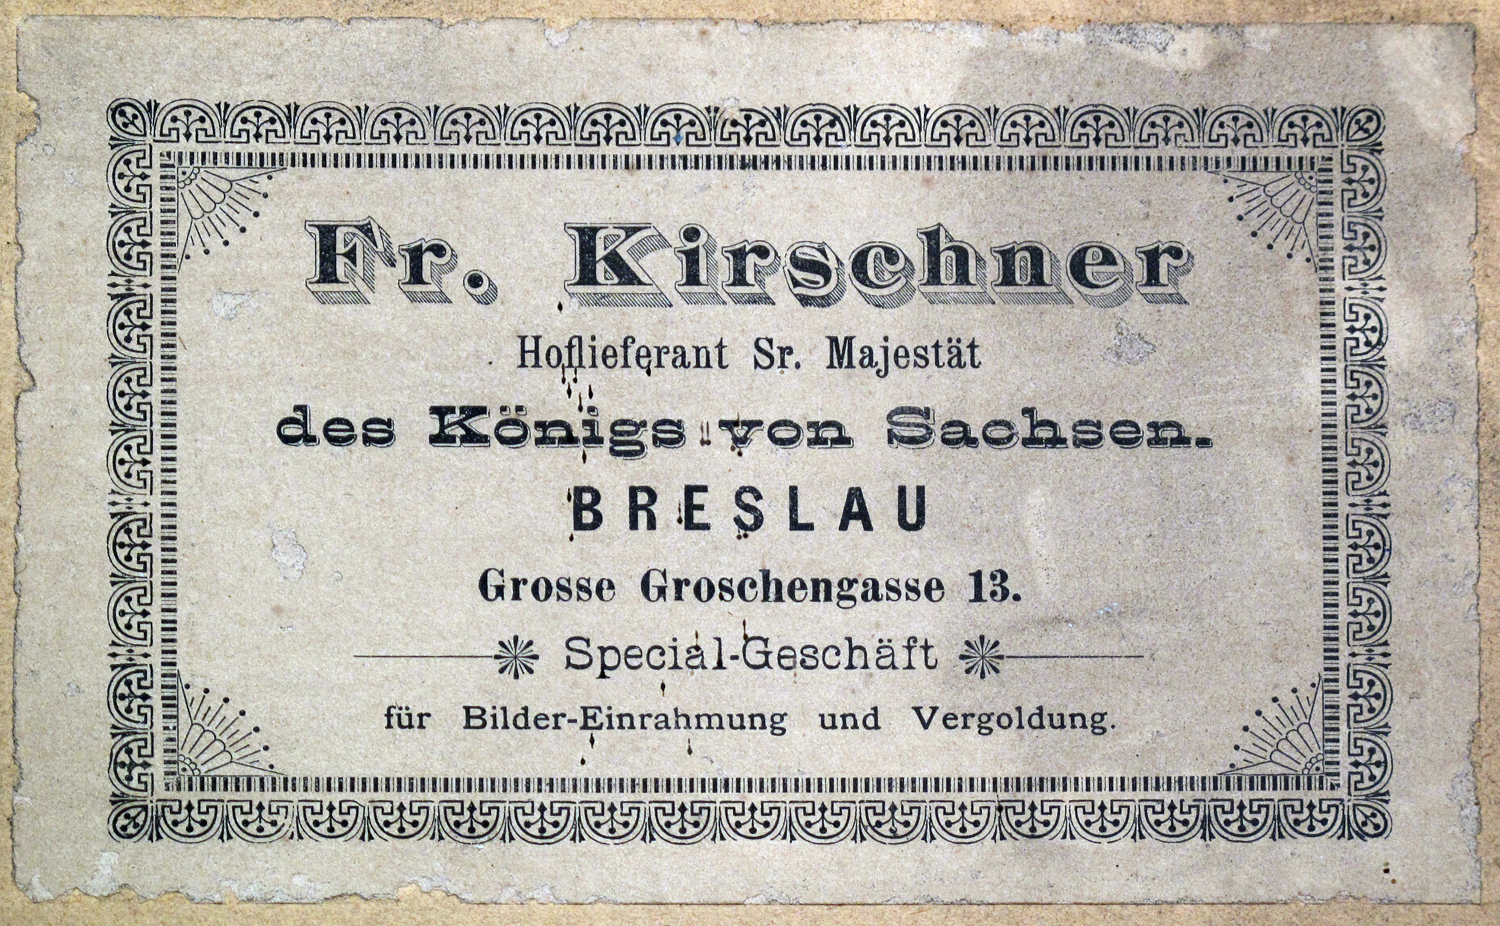 Fr. Kirschner
Hoflieferant Sr. Majestät
des Königs von Sachsen.
BRESLAU
Grosse Groschengasse 13.
Special-Geschäft
für Bilder-Einrahmung und Vergoldung.